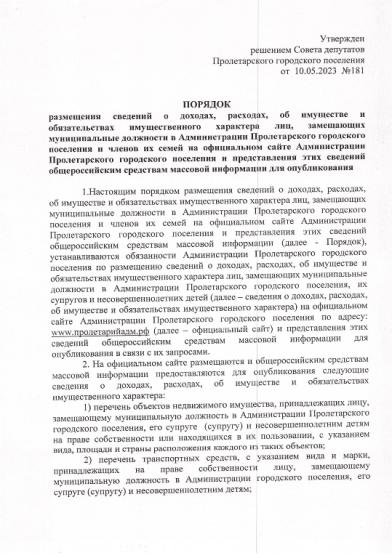 Утвержден
решением Совета депутатов
Пролетарского городского поселения
от 10.05.2023 №181
ПОРЯДОК
размещения сведений о доходах, расходах, об имуществе и
обязательствах имущественного характера лиц, замещающих
муниципальные должности в Администрации Пролетарского городского
поселения и членов их семей на официальном сайте Администрации
Пролетарского городского поселения и представления этих сведений
общероссийским средствам массовой информации для опубликования
1.Настоящим порядком размещения сведений о доходах, расходах,
об имуществе и обязательствах имущественного характера лиц, замещающих
муниципальные должности в Администрации Пролетарского городского
поселения и членов их семей на официальном сайте Администрации
Пролетарского городского поселения и представления этих сведений
общероссийским средствам массовой информации (далее - Порядок),
устанавливаются обязанности Администрации Пролетарского городского
поселения по размещению сведений о доходах, расходах, об имуществе и
обязательствах имущественного характера лиц, замещающих муниципальные
должности в Администрации Пролетарского городского поселения, их
супругов и несовершеннолетних детей (далее – сведения о доходах, расходах,
об имуществе и обязательствах имущественного характера) на официальном
сайте Администрации Пролетарского городского поселения по адресу:
www.пролетарийадм.рф (далее – официальный сайт) и представления этих
сведений общероссийским средствам массовой информации для
опубликования в связи с их запросами.
2. На официальном сайте размещаются и общероссийским средствам
массовой информации предоставляются для опубликования следующие
сведения о доходах, расходах, об имуществе и обязательствах
имущественного характера:
1) перечень объектов недвижимого имущества, принадлежащих лицу,
замещающему муниципальную должность в Администрации Пролетарского
городского поселения, его супруге (супругу) и несовершеннолетним детям
на праве собственности или находящихся в их пользовании, с указанием
вида, площади и страны расположения каждого из таких объектов;
2) перечень транспортных средств, с указанием вида и марки,
принадлежащих на праве собственности лицу, замещающему
муниципальную должность в Администрации Пролетарского поселения, его
супруге (супругу) и несовершеннолетним детям;